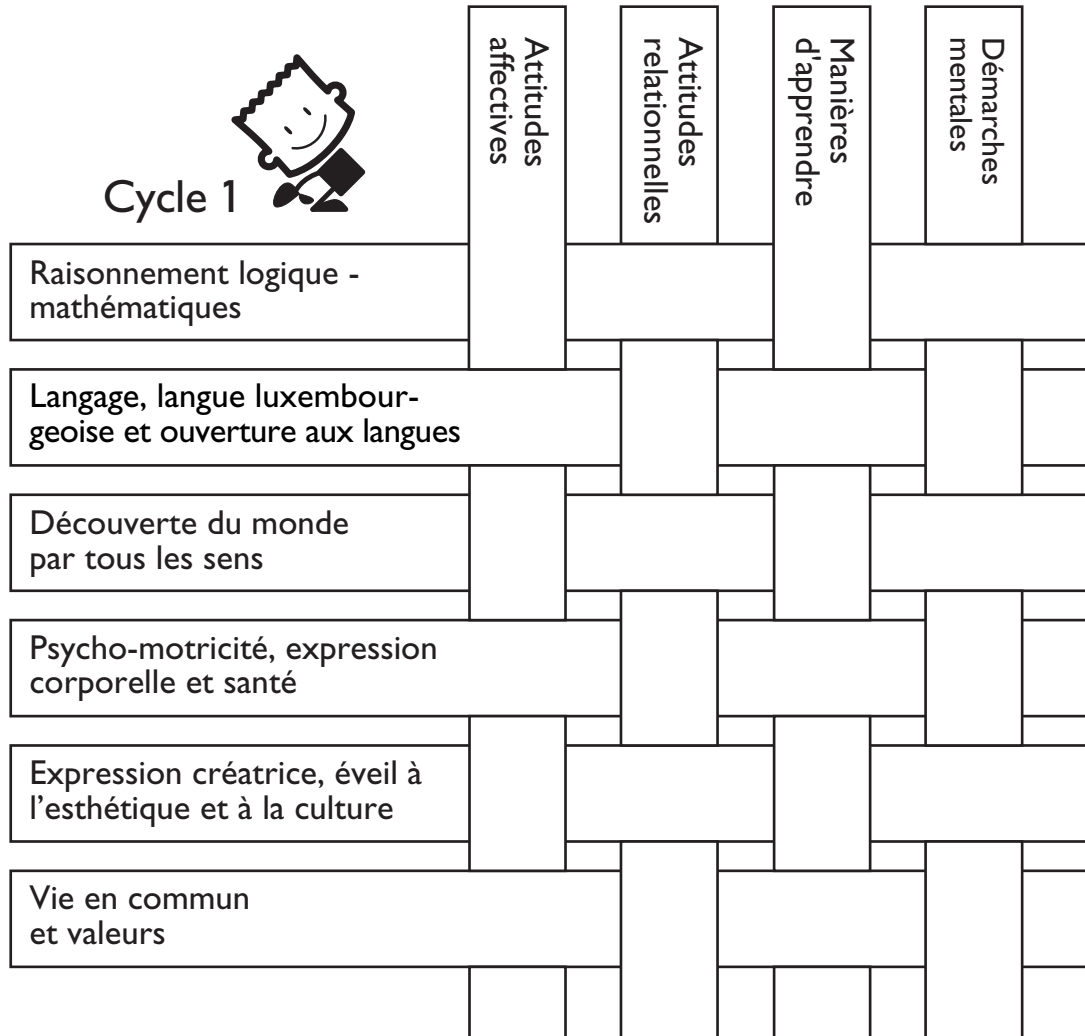 Attitudes
affectives
Attitudes
relationnelles
Manières
d'apprendre
Démarches
mentales
Cycle 1
Raisonnement logique -
mathématiques
Langage, langue luxembour-
geoise et ouverture aux langues
Découverte du monde
par tous les sens
Psycho-motricité, expression
corporelle et santé
Expression créatrice, éveil à
l’esthétique et à la culture
Vie en commun
et valeurs